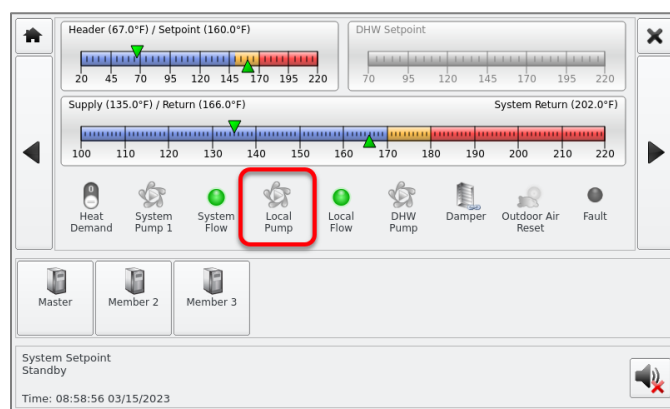 Header (67.0°F) / Setpoint (160.0°F)
20 45 70 95 120 145 170 195 220
DHW Setpoint
70 95 120 145 170 195 220
Supply (135.0°F) / Return (166.0°F) System Return (202.0°F)
100 110 120 130 140 150 160 170 180 190 200 210 220
0
Heat Demand
System Pump 1
System Flow
Local Pump
Local Flow
DHW Pump
Damper
Outdoor Air Reset
Fault
Master
Member 2
Member 3
System Setpoint
Standby
Time: 08:58:56 03/15/2023